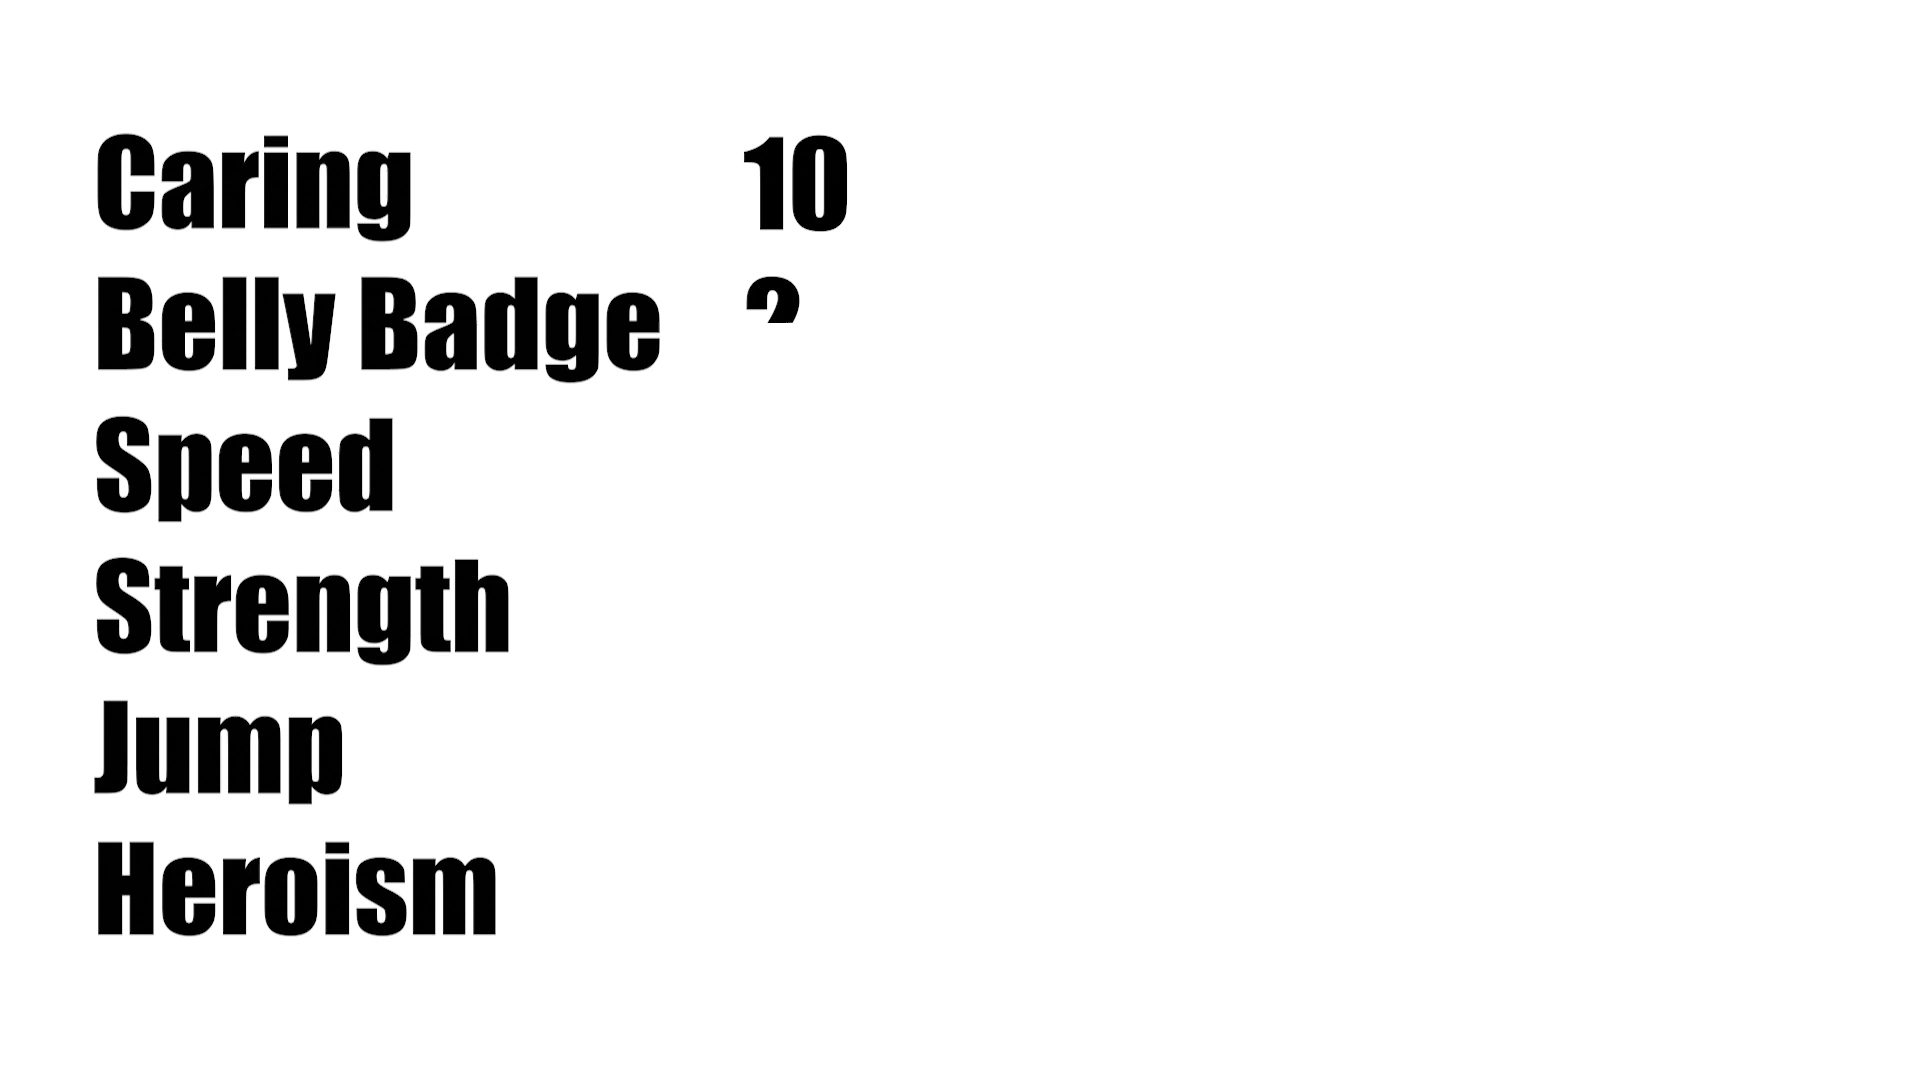 Caring 10
Belly Badge
Speed
Strength
Jump
Heroism